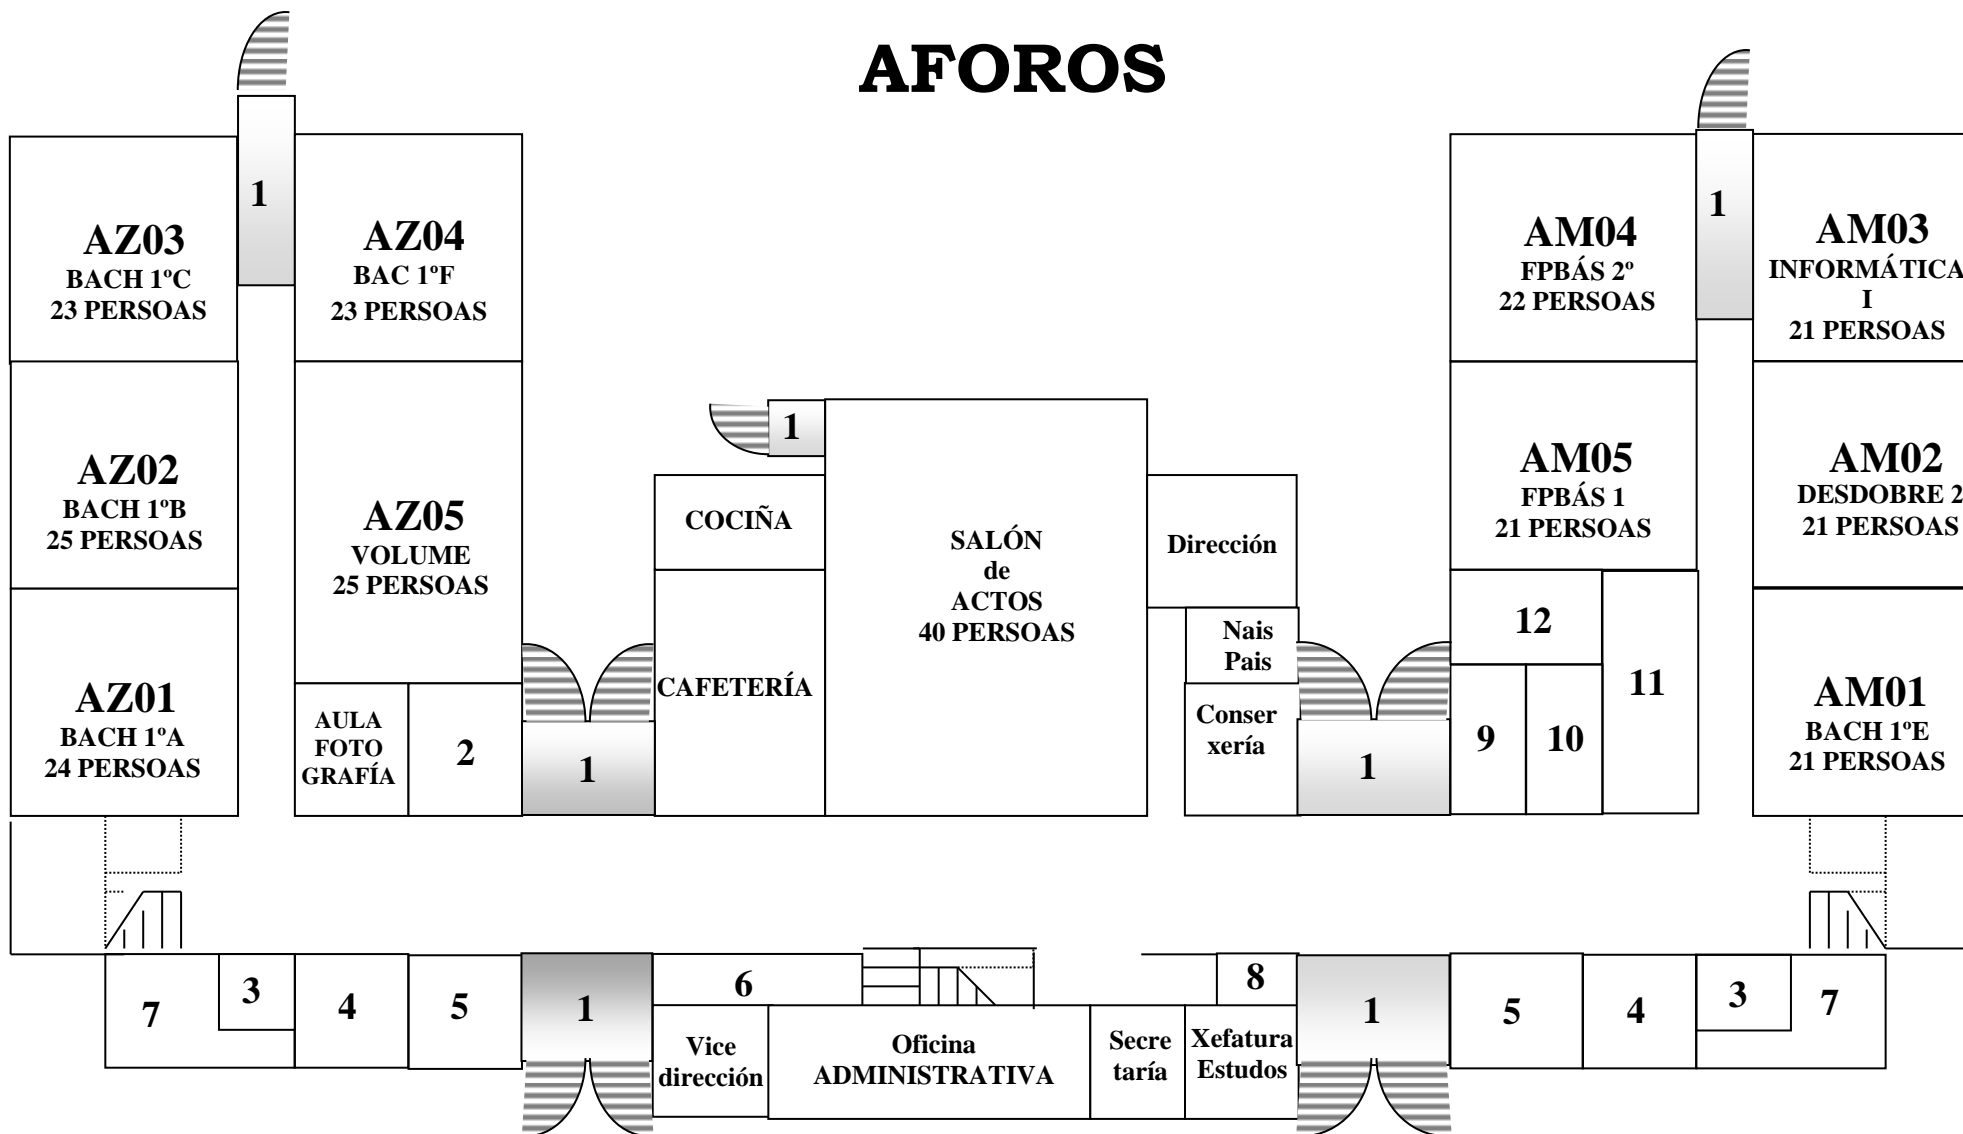 AFOROS
1
AZ03
BACH 1ºC
23 PERSOAS
AZ04
BAC 1ºF
23 PERSOAS
AM04
FPBÁS 2º
22 PERSOAS
1
AM03
INFORMÁTICA
I
21 PERSOAS
AZ02
BACH 1ºB
25 PERSOAS
AZ05
VOLUME
25 PERSOAS
1
COCIÑA
SALÓN
de
ACTOS
40 PERSOAS
Dirección
AM05
FPBÁS 1
21 PERSOAS
AM02
DESDOBRE 2
21 PERSOAS
AZ01
BACH 1ºA
24 PERSOAS
AULA
FOTO
GRAFÍA
2
1
CAFETERÍA
Nais
Pais
Conser
xería
1
12
9
10
11
AM01
BACH 1ºE
21 PERSOAS
7
3
4
5
1
6
Vice
dirección
Oficina
ADMINISTRATIVA
Secre
taría
8
Xefatura
Estudos
1
5
4
3
7